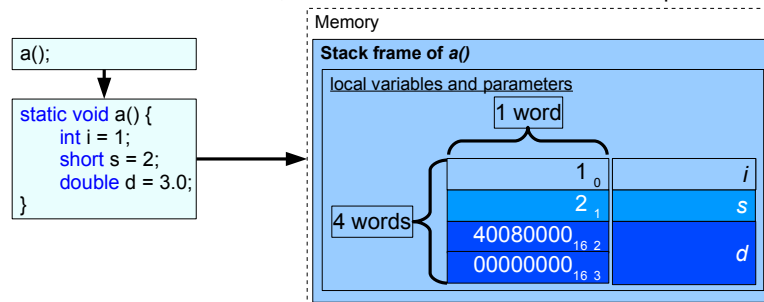 Memory
a();
Stack frame of a()
local variables and parameters
1 word
static void a() {
int i = 1;
short s = 2;
double d = 3.0;
}
4 words
1 0 i
2 1 s
40080000 16 2
d
00000000 16 3